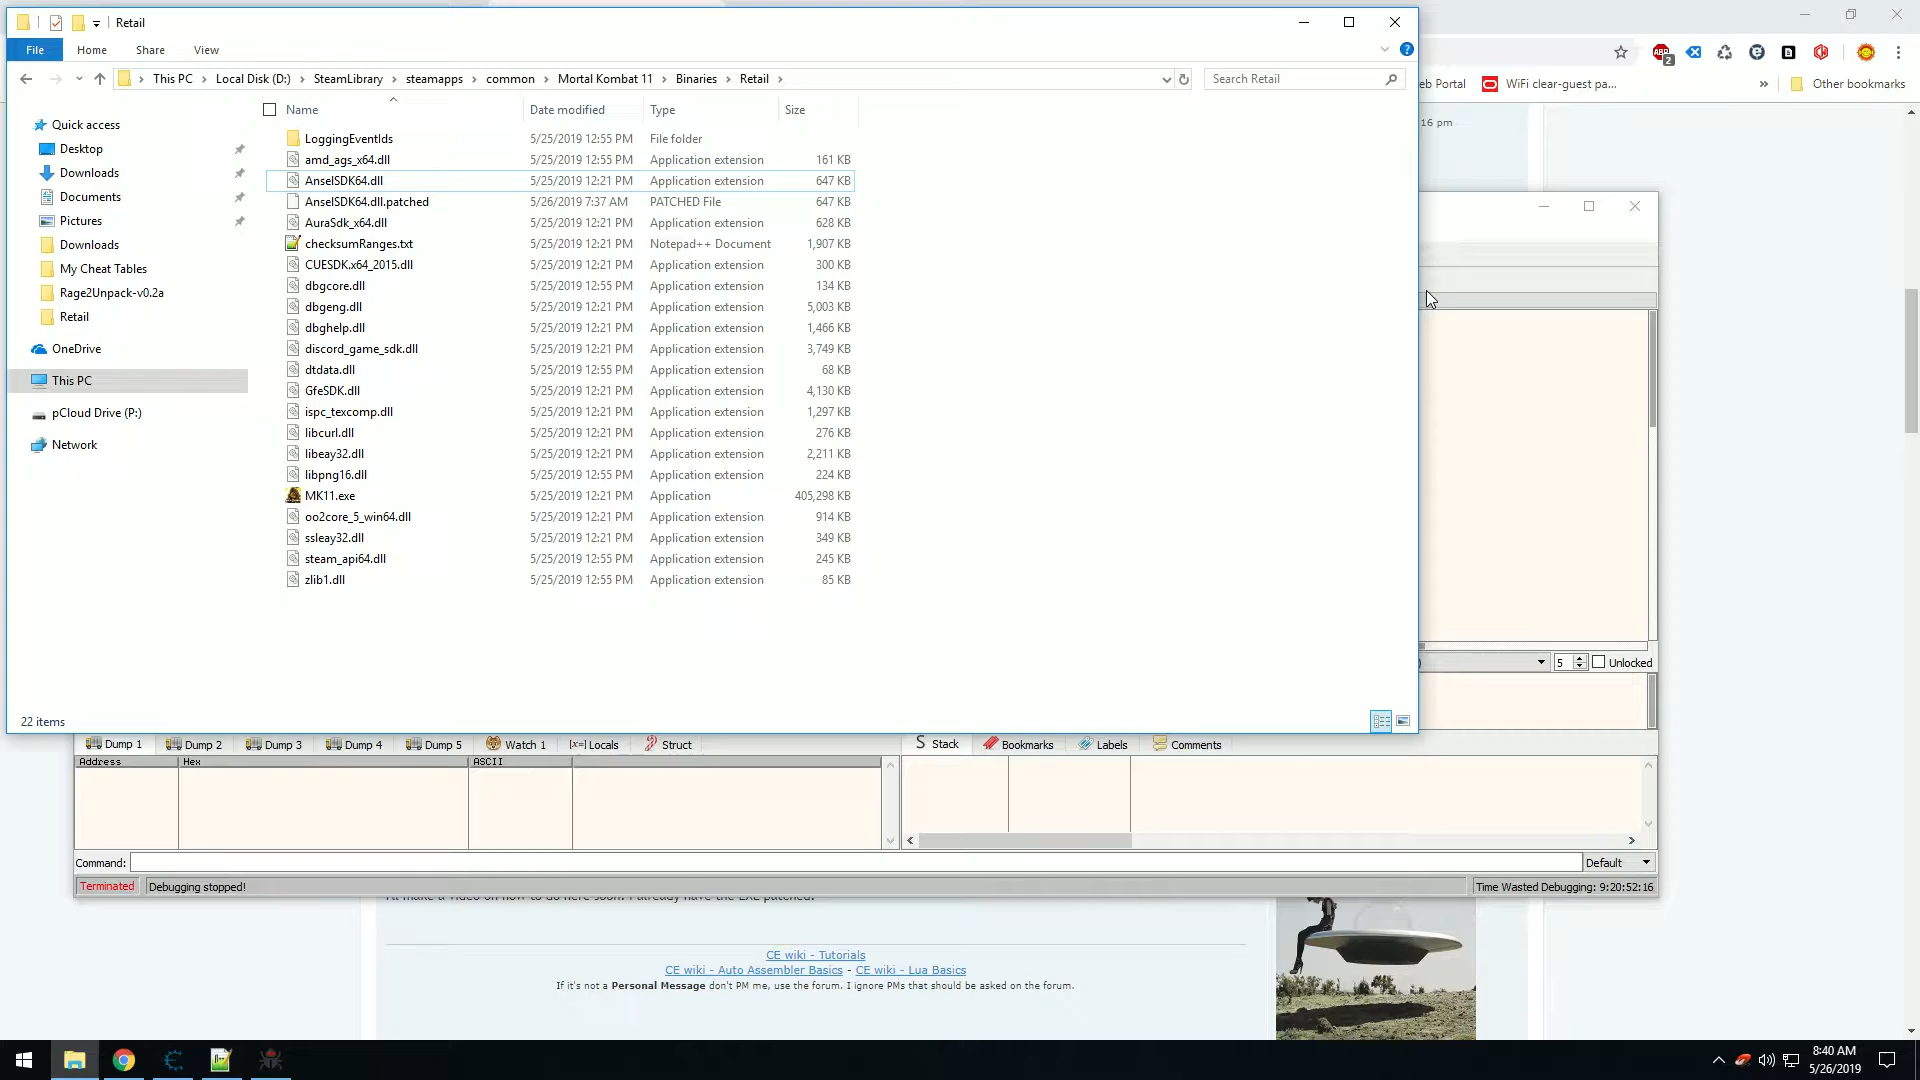 Retail
File Home Share View
This PC Local Disk (D:) SteamLibrary steamapps common Mortal Kombat 11 Binaries Retail
Search Retail
eb Portal WiFi clear-guest pa... » Other bookmarks
2
16 pm
Name Date modified Type Size
Quick access
Desktop
Downloads
Documents
Pictures
Downloads
My Cheat Tables
Rage2Unpack-v0.2a
Retail
OneDrive
This PC
pCloud Drive (P:)
Network
LoggingEventIds 5/25/2019 12:55 PM File folder
amd_ags_x64.dll 5/25/2019 12:55 PM Application extension 161 KB
AnselSDK64.dll 5/25/2019 12:21 PM Application extension 647 KB
AnselSDK64.dll.patched 5/26/2019 7:37 AM PATCHED File 647 KB
AuraSdk_x64.dll 5/25/2019 12:21 PM Application extension 628 KB
checksumRanges.txt 5/25/2019 12:21 PM Notepad++ Document 1,907 KB
CUESDK.x64_2015.dll 5/25/2019 12:21 PM Application extension 300 KB
dbgcore.dll 5/25/2019 12:55 PM Application extension 134 KB
dbgeng.dll 5/25/2019 12:21 PM Application extension 5,003 KB
dbghelp.dll 5/25/2019 12:21 PM Application extension 1,466 KB
discord_game_sdk.dll 5/25/2019 12:21 PM Application extension 3,749 KB
dtdata.dll 5/25/2019 12:55 PM Application extension 68 KB
GfeSDK.dll 5/25/2019 12:21 PM Application extension 4,130 KB
ispc_texcomp.dll 5/25/2019 12:21 PM Application extension 1,297 KB
libcurl.dll 5/25/2019 12:21 PM Application extension 276 KB
libeay32.dll 5/25/2019 12:21 PM Application extension 2,211 KB
libpng16.dll 5/25/2019 12:55 PM Application extension 224 KB
MK11.exe 5/25/2019 12:21 PM Application 405,298 KB
oo2core_5_win64.dll 5/25/2019 12:21 PM Application extension 914 KB
ssleay32.dll 5/25/2019 12:21 PM Application extension 349 KB
steam_api64.dll 5/25/2019 12:55 PM Application extension 245 KB
zlib1.dll 5/25/2019 12:55 PM Application extension 85 KB
5 Unlocked
22 items
Dump 1 Dump 2 Dump 3 Dump 4 Dump 5 Watch 1 [x=] Locals Struct Stack Bookmarks Labels Comments
Address Hex ASCII
Command: Default
Terminated Debugging stopped! Time Wasted Debugging: 9:20:52:16
I'll make a video on how to do here soon. I already have the EXE patched.
CE wiki - Tutorials
CE wiki - Auto Assembler Basics - CE wiki - Lua Basics
If it's not a Personal Message don't PM me, use the forum. I ignore PMs that should be asked on the forum.
8:40 AM
5/26/2019